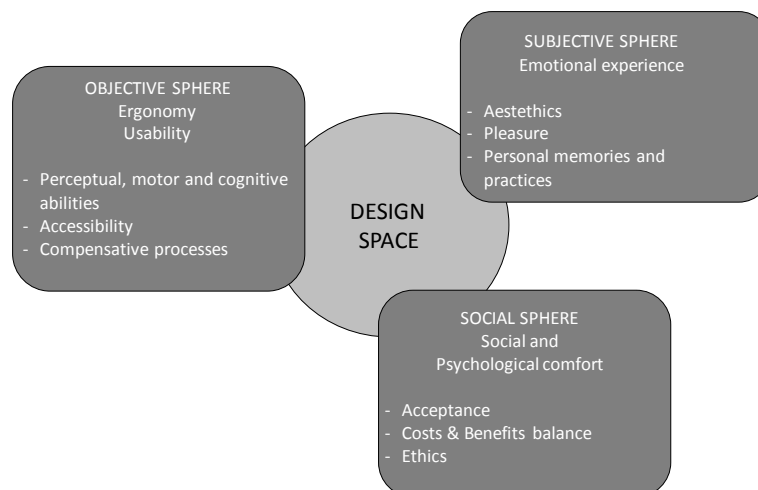 OBJECTIVE SPHERE
Ergonomy
Usability
- Perceptual, motor and cognitive
abilities
- Accessibility
- Compensative processes
SUBJECTIVE SPHERE
Emotional experience
- Aestethics
- Pleasure
- Personal memories and
practices
DESIGN
SPACE
SOCIAL SPHERE
Social and
Psychological comfort
- Acceptance
- Costs & Benefits balance
- Ethics